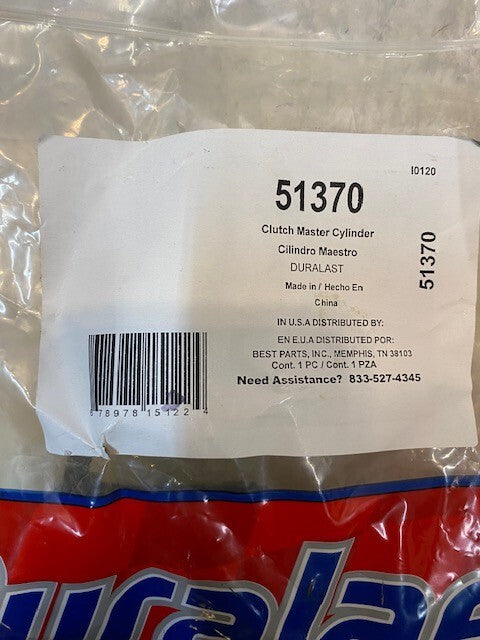 I0120
51370
Clutch Master Cylinder
Cilindro Maestro
DURALAST
Made in / Hecho En
China
51370
IN U.S.A DISTRIBUTED BY:
EN E.U.A DISTRIBUTED POR:
BEST PARTS, INC., MEMPHIS, TN 38103
Cont. 1 PC / Cont. 1 PZA
Need Assistance? 833-527-4345
78978 15122 4
Duralas